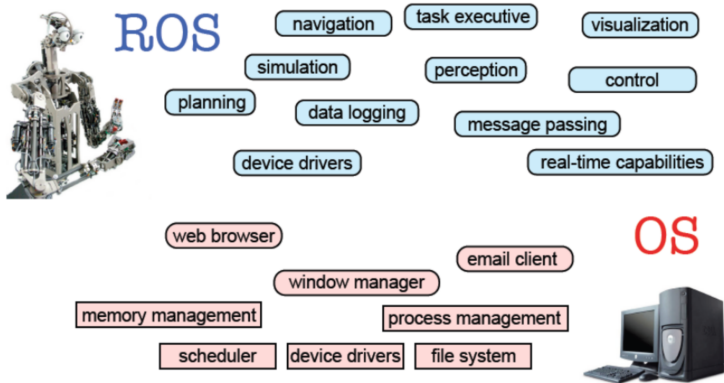 ROS
navigation
task executive
visualization
simulation
perception
control
planning
data logging
message passing
device drivers
real-time capabilities
OS
web browser
email client
window manager
memory management
process management
scheduler
device drivers
file system